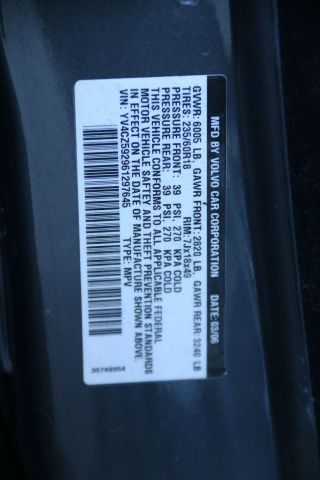 MFD BY VOLVO CAR CORPORATION DATE: 03/06
GVWR: 6005 LB. GAWR FRONT: 2820 LB. GAWR REAR: 3240 LB
TIRES: 235/60R18 RIM: 7Jx18x49
PRESSURE FRONT: 39 PSI, 270 KPA COLD
PRESSURE REAR: 39 PSI, 270 KPA COLD
THIS VEHICLE CONFORMS TO ALL APPLICABLE FEDERAL
MOTOR VEHICLE SAFTEY AND THEFT PREVENTION STANDARDS
IN EFFECT ON THE DATE OF MANUFACTURE SHOWN ABOVE.
VIN: YV4CZ592961297645 TYPE: MPV
30748954